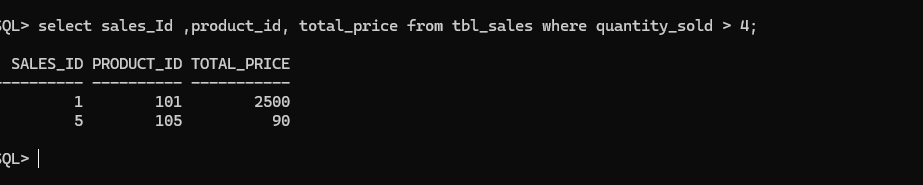 SQL> select sales_Id ,product_id, total_price from tbl_sales where quantity_sold > 4;
SALES_ID PRODUCT_ID TOTAL_PRICE
---------- ---------- -----------
1 101 2500
5 105 90
SQL>